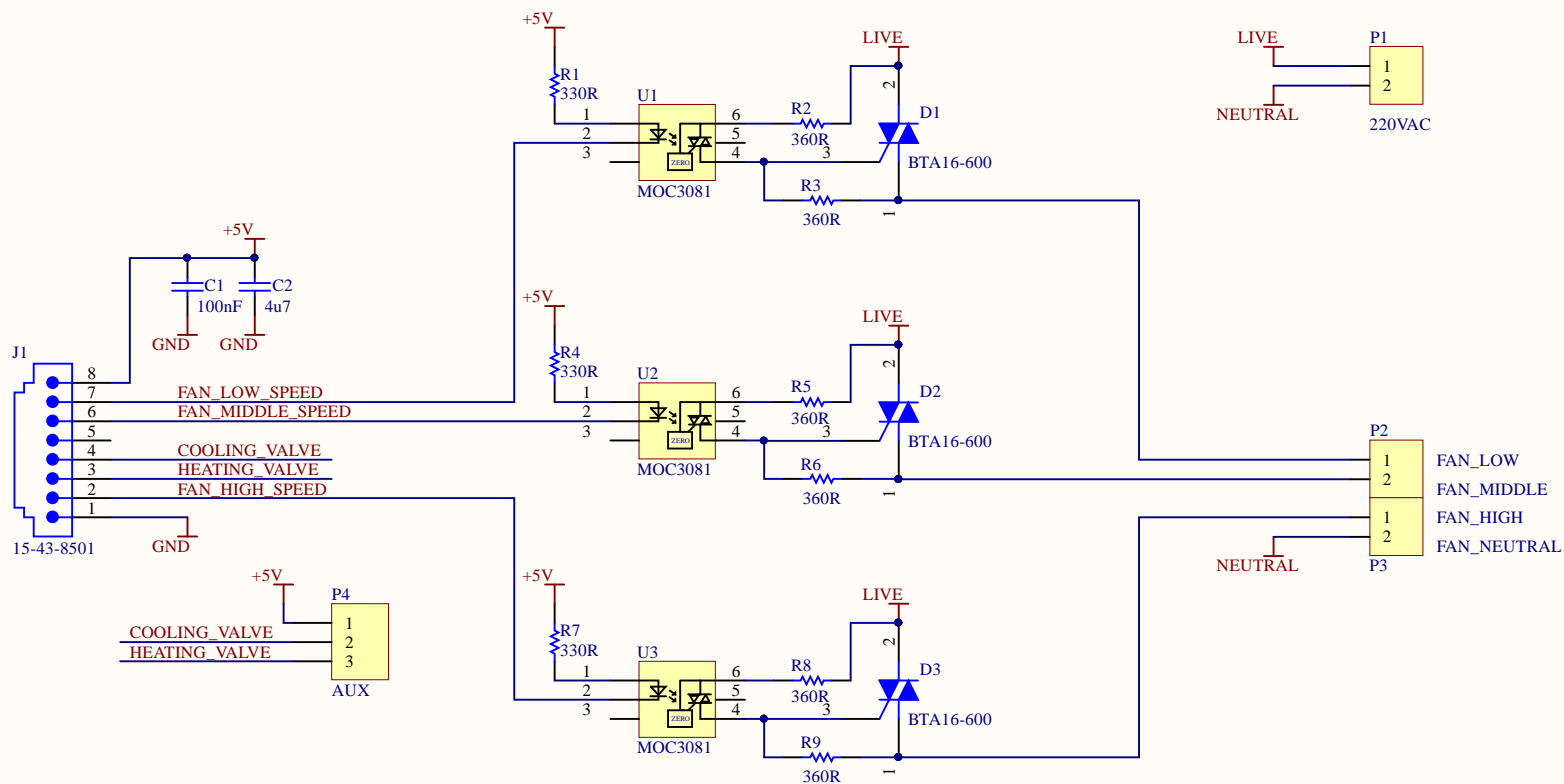 +5V
R1
330R
U1
1
2
3
6
5
4
ZERO
MOC3081
R2
360R
3
R3
360R
LIVE
2
D1
BTA16-600
1
LIVE
NEUTRAL
P1
1
2
220VAC
+5V
C1
100nF
C2
4u7
GND
GND
J1
8
7
6
5
4
3
2
1
FAN_LOW_SPEED
FAN_MIDDLE_SPEED
COOLING_VALVE
HEATING_VALVE
FAN_HIGH_SPEED
GND
15-43-8501
+5V
R4
330R
U2
1
2
3
6
5
4
ZERO
MOC3081
R5
360R
3
R6
360R
LIVE
2
D2
BTA16-600
1
P2
1
2
FAN_LOW
FAN_MIDDLE
1
2
FAN_HIGH
FAN_NEUTRAL
P3
NEUTRAL
+5V
P4
COOLING_VALVE
HEATING_VALVE
1
2
3
AUX
+5V
R7
330R
U3
1
2
3
6
5
4
ZERO
MOC3081
R8
360R
3
R9
360R
LIVE
2
D3
BTA16-600
1